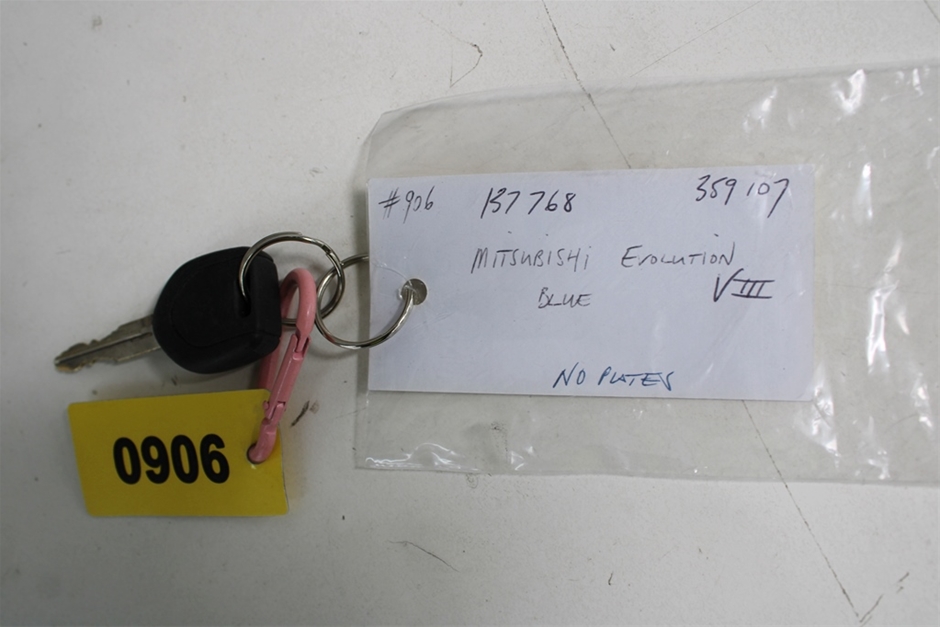 #906 137768 359107
MITSUBISHI EVOLUTION
BLUE VIII
NO PLATES
0906